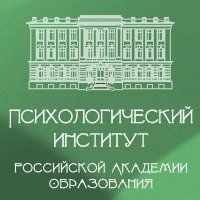 Психологический
институт
Российской академии
образования